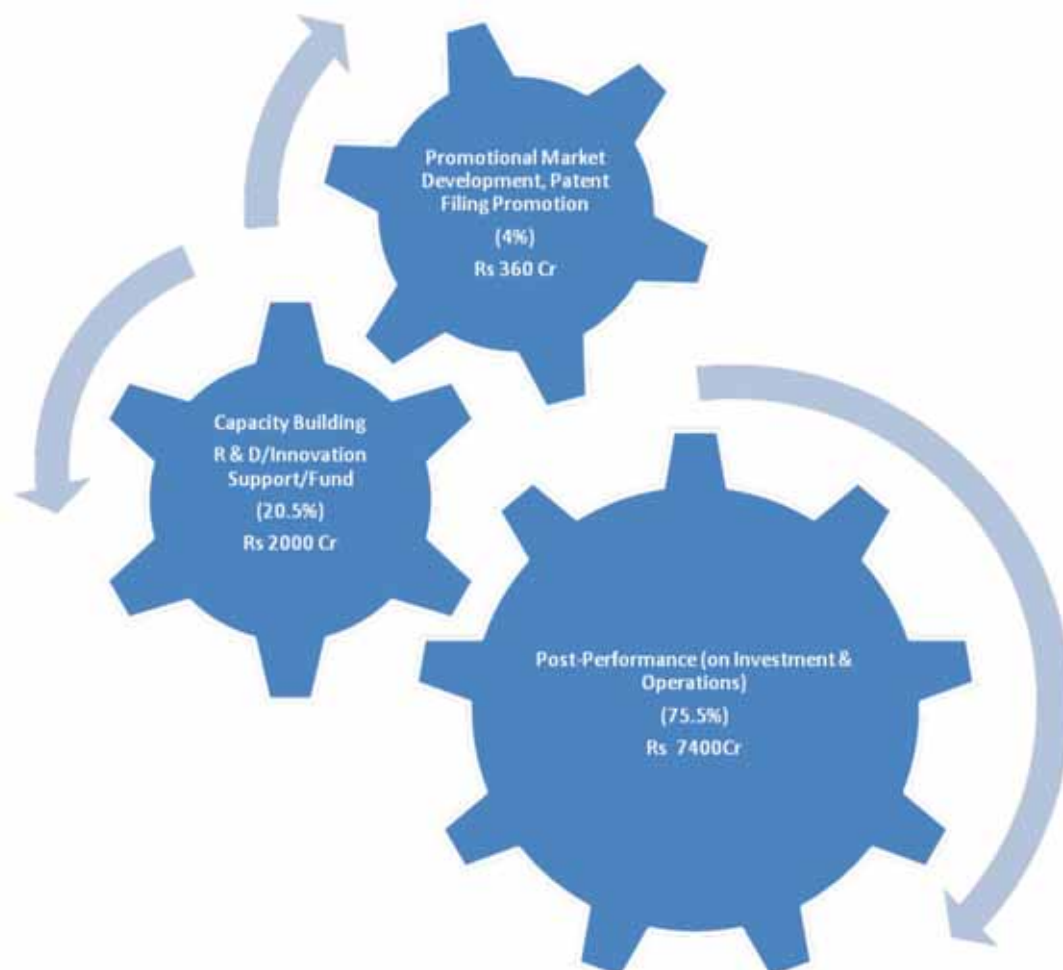 Promotional Market
Development, Patent
Filing Promotion
(4%)
Rs 360 Cr
Capacity Building
R & D/Innovation
Support/Fund
(20.5%)
Rs 2000 Cr
Post-Performance (on Investment &
Operations)
(75.5%)
Rs 7400Cr